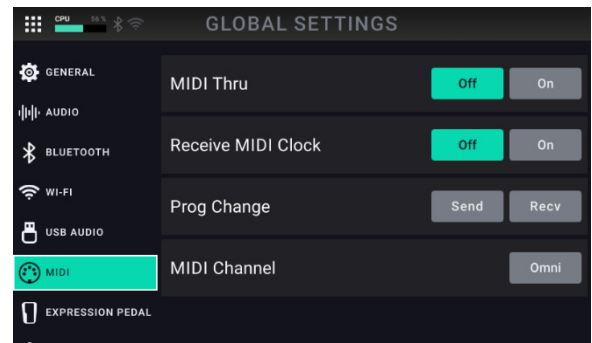 CPU 56% GLOBAL SETTINGS
GENERAL
MIDI Thru Off On
AUDIO
Receive MIDI Clock Off On
BLUETOOTH
WI-FI
Prog Change Send Recv
USB AUDIO
MIDI MIDI Channel Omni
EXPRESSION PEDAL